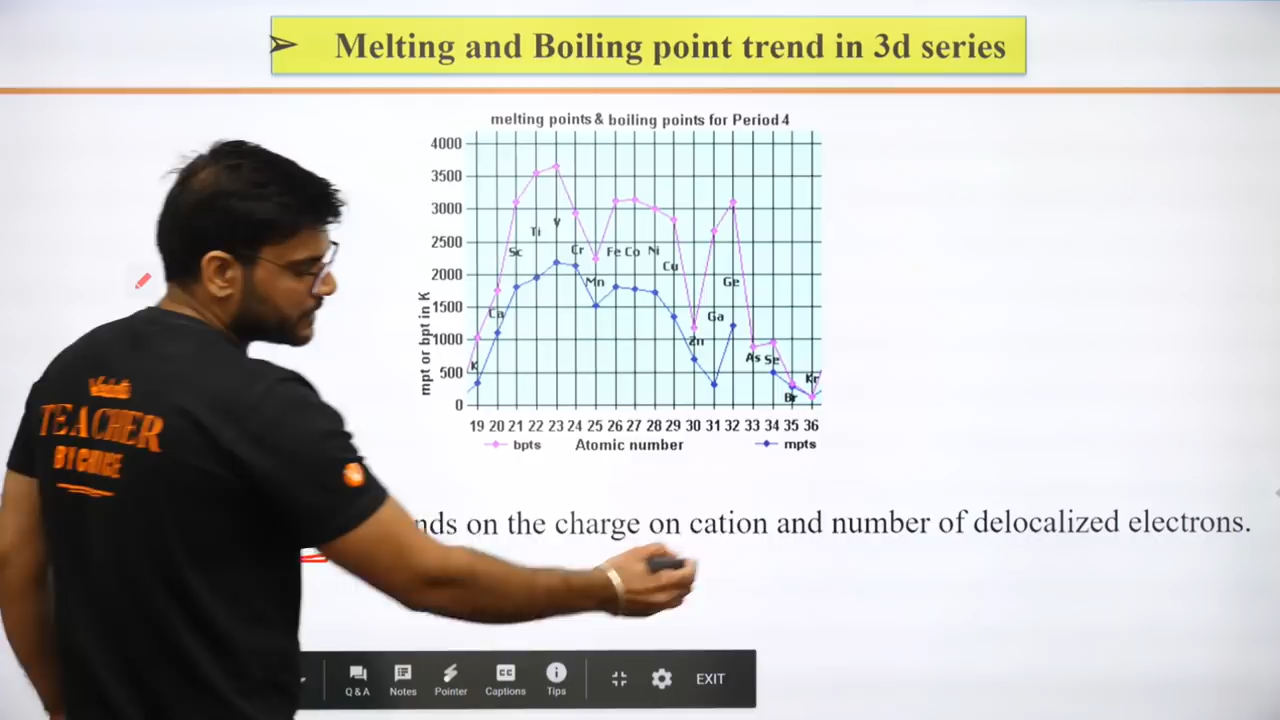 ➢ Melting and Boiling point trend in 3d series
melting points & boiling points for Period 4
mpt or bpt in K
4000
3500
3000
2500
2000
1500
1000
500
0
K
Ca
Sc
Ti
V
Cr
Mn
Fe Co Ni
Cu
Zn
Ga
Ge
As Se
Br
Kr
19 20 21 22 23 24 25 26 27 28 29 30 31 32 33 34 35 36
bpts Atomic number mpts
nds on the charge on cation and number of delocalized electrons.
TEACHER
BY CHOICE
Q & A Notes Pointer CC Captions Tips EXIT